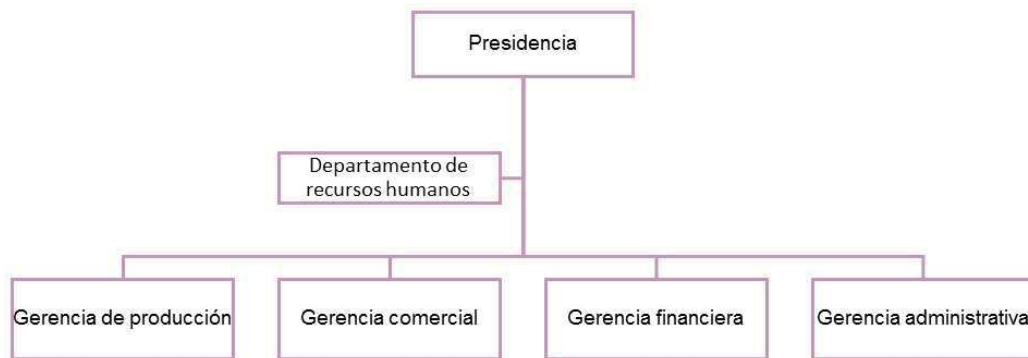 Presidencia
Departamento de
recursos humanos
Gerencia de producción
Gerencia comercial
Gerencia financiera
Gerencia administrativa